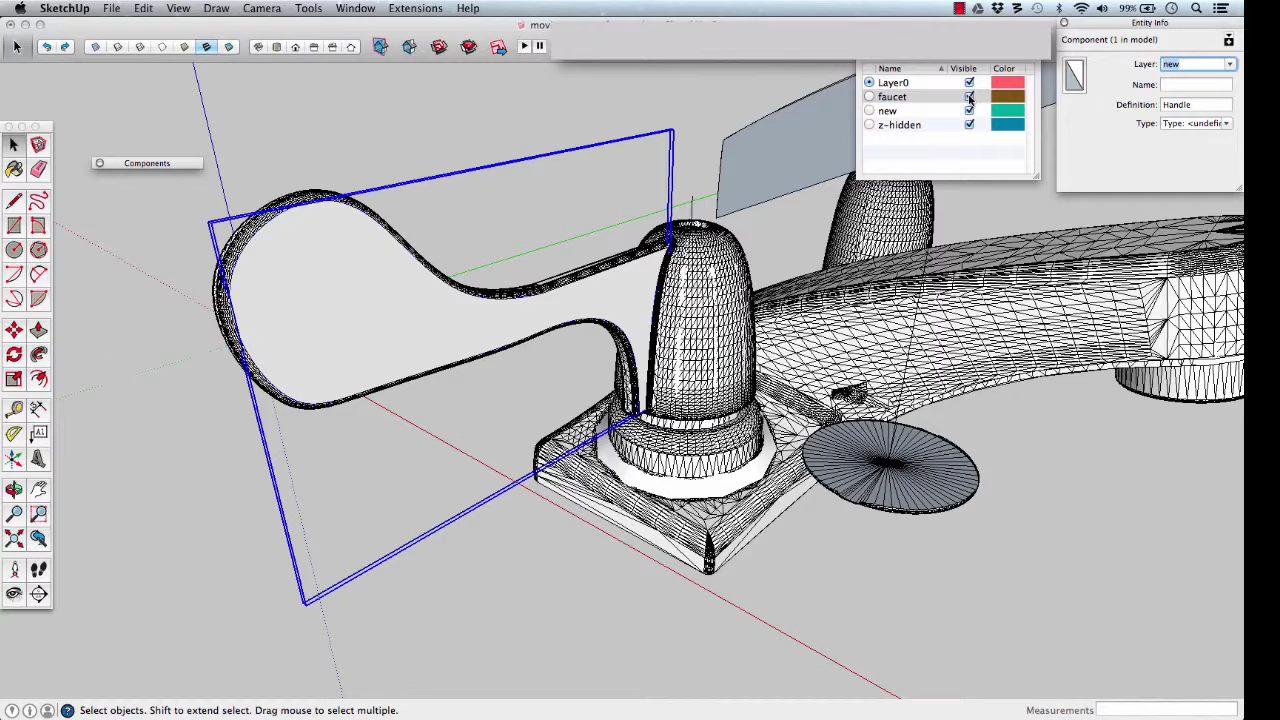 SketchUp File Edit View Draw Camera Tools Window Extensions Help 99%
mov
Entity Info
Component (1 in model)
Layer: new
Name:
Definition: Handle
Type: Type: <undefi
Name Visible Color
Layer0
faucet
new
z-hidden
Components
A1
Select objects. Shift to extend select. Drag mouse to select multiple.
Measurements